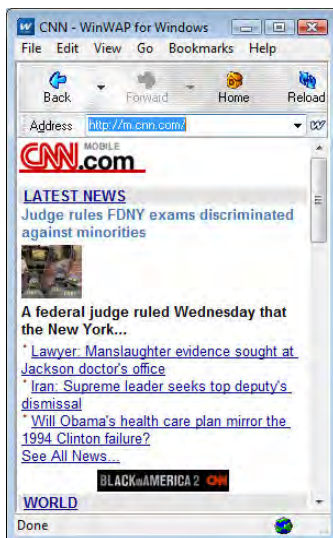 CNN - WinWAP for Windows
File Edit View Go Bookmarks Help
Back Forward Home Reload
Address http://m.cnn.com/
CNN.com MOBILE
LATEST NEWS
Judge rules FDNY exams discriminated
against minorities
A federal judge ruled Wednesday that
the New York...
Lawyer: Manslaughter evidence sought at
Jackson doctor's office
Iran: Supreme leader seeks top deputy's
dismissal
Will Obama's health care plan mirror the
1994 Clinton failure?
See All News...
BLACK IN AMERICA 2 CNN
WORLD
Done